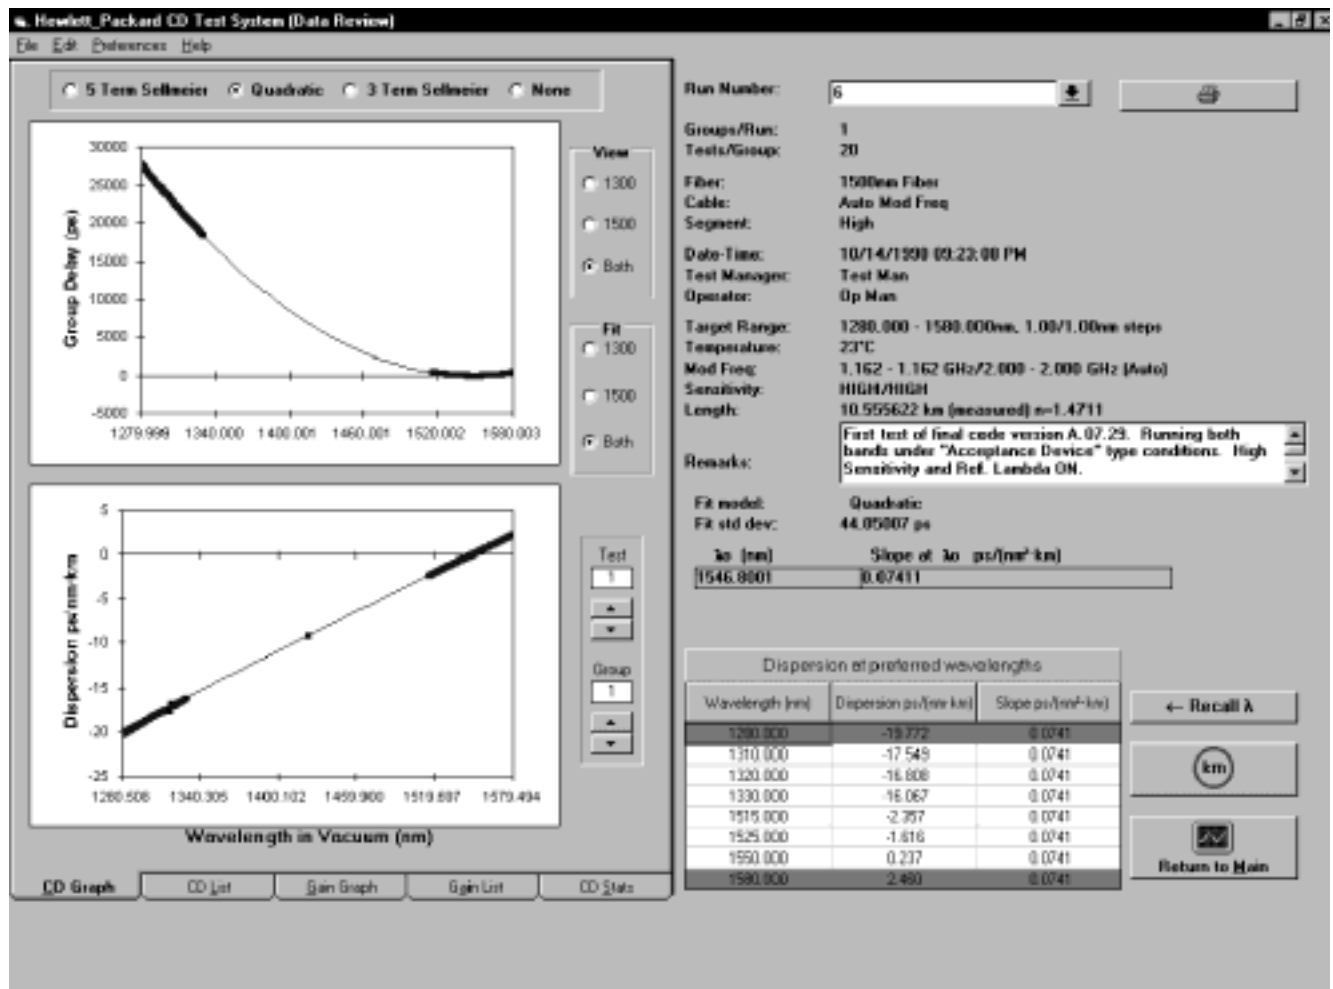 Hewlett_Packard CD Test System (Data Review)
File Edit Preferences Help
5 Term Sellmeier Quadratic 3 Term Sellmeier None
30000
25000
20000
15000
10000
5000
0
-5000
Group Delay (ps)
1279.999 1340.000 1400.001 1460.001 1520.002 1580.003
View
1300
1500
Both
Fit
1300
1500
Both
5
0
-5
-10
-15
-20
-25
Dispersion ps/nm-km
1280.508 1340.305 1400.102 1459.900 1519.697 1579.494
Wavelength in Vacuum (nm)
Test
1
Group
1
CD Graph CD List Gain Graph Gain List CD Stats
Run Number: 6
Groups/Run: 1
Tests/Group: 20
Fiber: 1500nm Fiber
Cable: Auto Mod Freq
Segment: High
Date-Time: 10/14/1998 09:23:08 PM
Test Manager: Test Man
Operator: Op Man
Target Range: 1280.000 - 1580.000nm, 1.00/1.00nm steps
Temperature: 23°C
Mod Freq: 1.162 - 1.162 GHz/2.000 - 2.000 GHz (Auto)
Sensitivity: HIGH/HIGH
Length: 10.555622 km (measured) n=1.4711
Remarks:
First test of final code version A.07.29. Running both
bands under "Acceptance Device" type conditions. High
Sensitivity and Ref. Lambda ON.
Fit model: Quadratic
Fit std dev: 44.05007 ps
λo (nm) Slope at λo ps/(nm²·km)
1546.8001 0.07411
Dispersion at preferred wavelengths
Wavelength (nm) Dispersion ps/(nm·km) Slope ps/(nm²·km)
1280.000 -19.772 0.0741
1310.000 -17.549 0.0741
1320.000 -16.808 0.0741
1330.000 -16.067 0.0741
1515.000 -2.357 0.0741
1525.000 -1.616 0.0741
1550.000 0.237 0.0741
1580.000 2.460 0.0741
← Recall λ
km
Return to Main